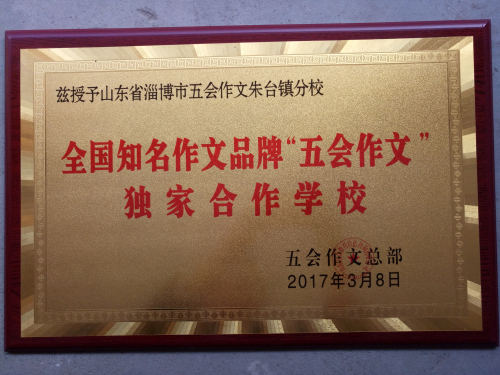 兹授予山东省淄博市五会作文朱台镇分校
全国知名作文品牌“五会作文”
独家合作学校
五会作文总部
2017年3月8日